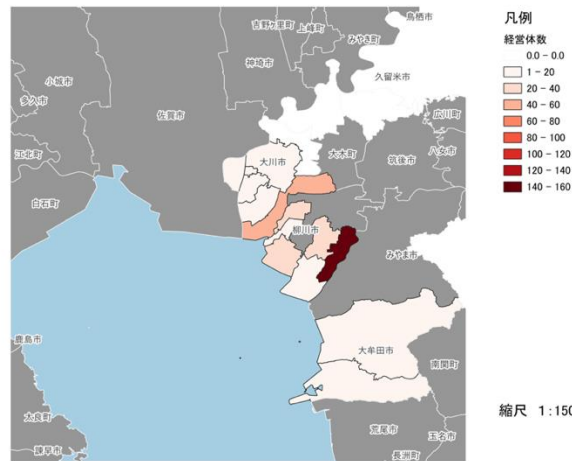 鳥栖市
吉野ヶ里町
上峰町
みやき町
神埼市
小城市
久留米市
多久市
佐賀市
広川町
江北町
大川市
大木町
筑後市
八女市
白石町
柳川市
みやま市
大牟田市
鹿島市
南関町
太良町
荒尾市
玉名市
諫早市
長洲町
凡例
経営体数
0.0 - 0.0
1 - 20
20 - 40
40 - 60
60 - 80
80 - 100
100 - 120
120 - 140
140 - 160
縮尺 1:150